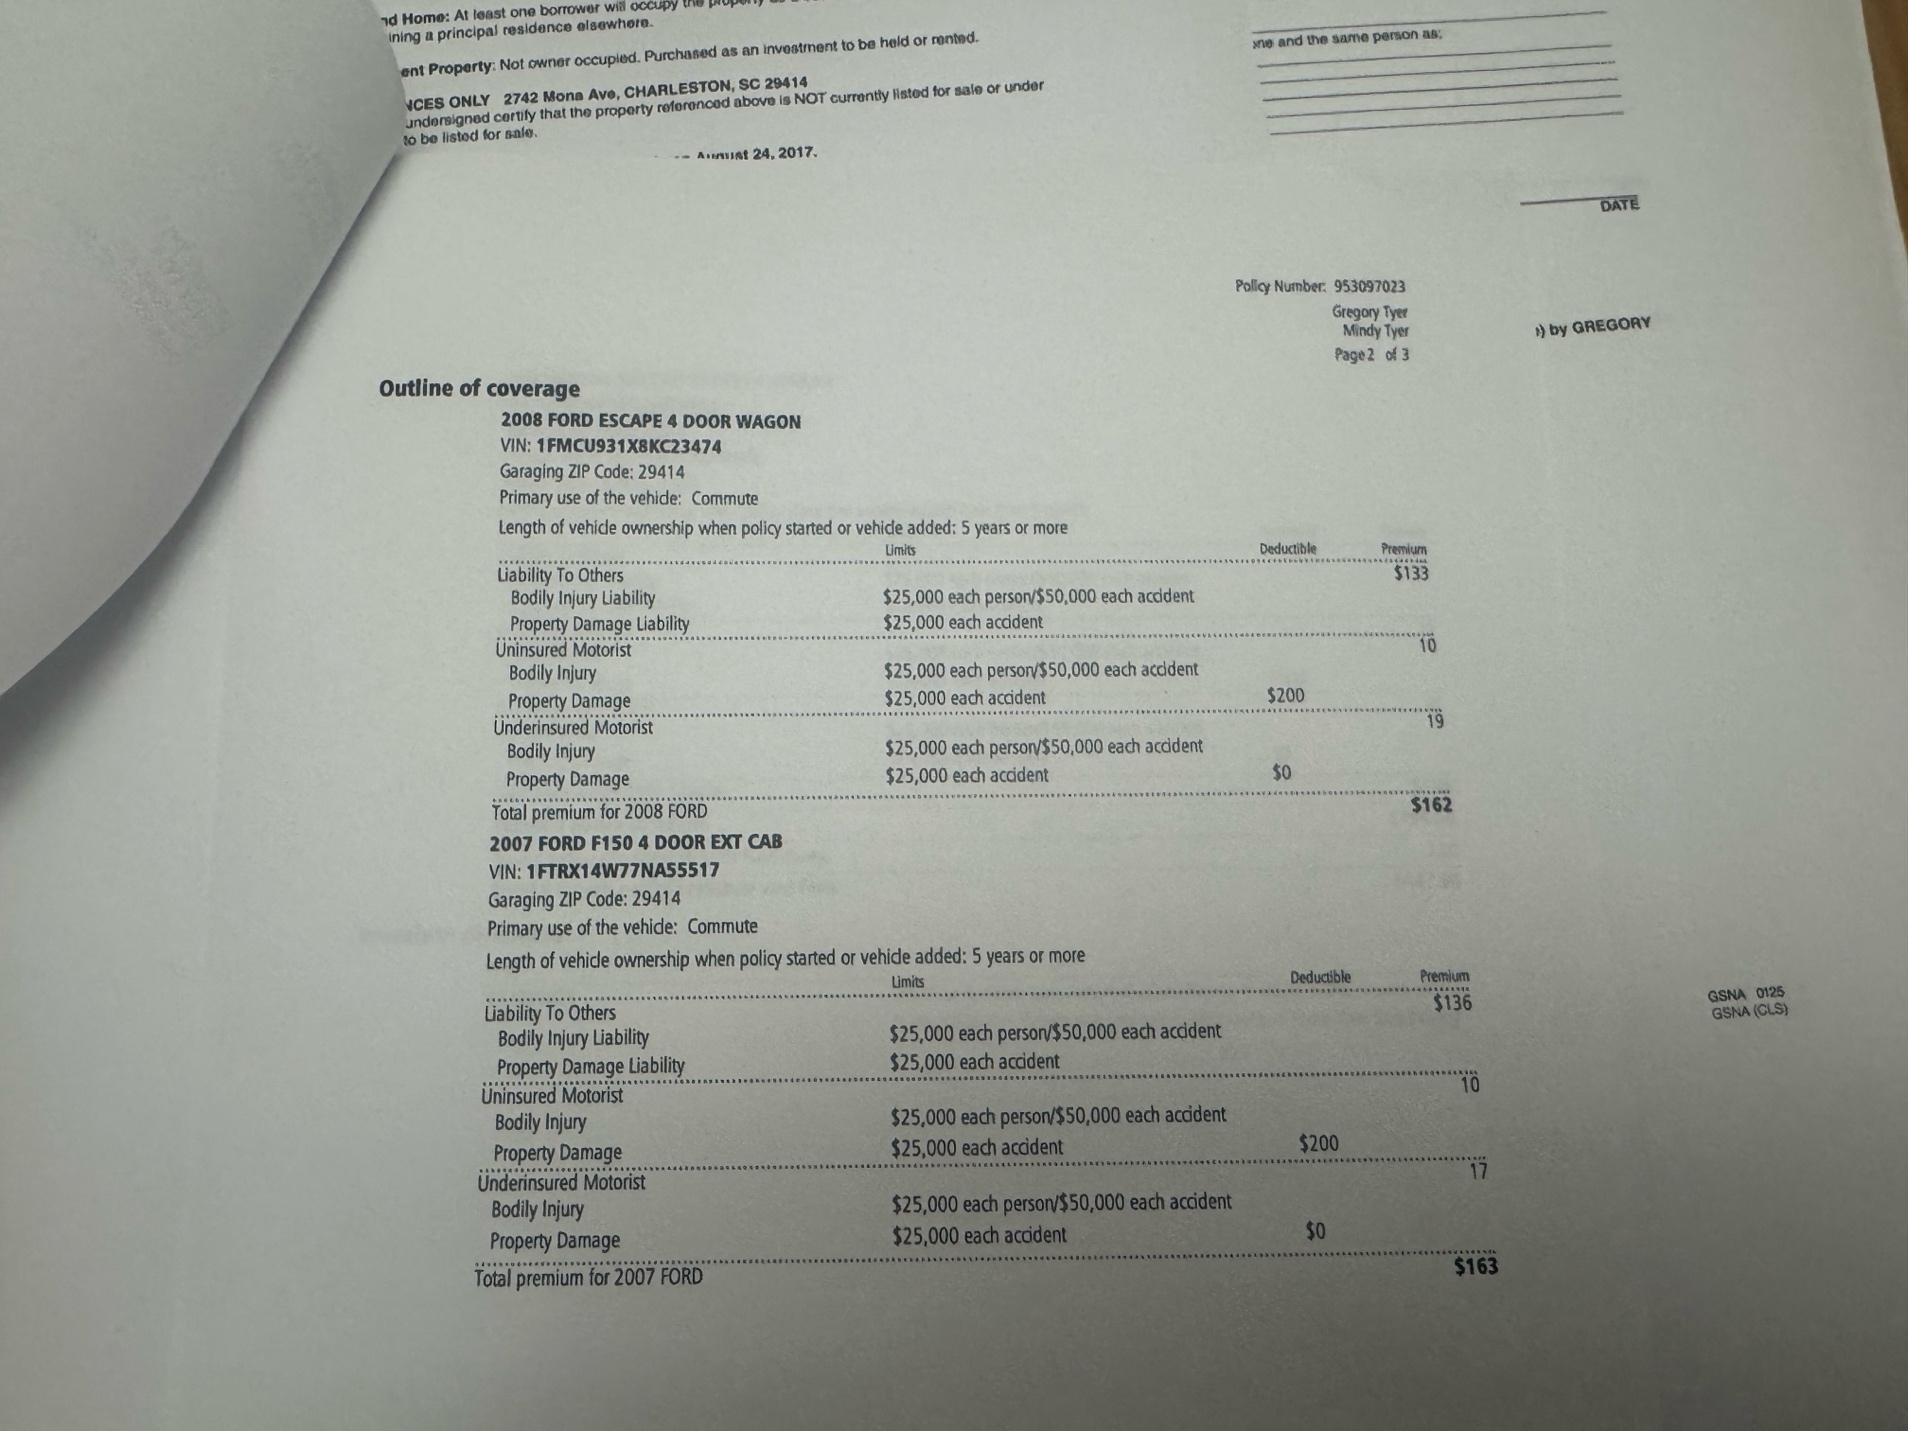 nd Home: At least one borrower will occupy the
ining a principal residence elsewhere.
ent Property: Not owner occupied. Purchased as an investment to be held or rented.
NCES ONLY 2742 Mona Ave, CHARLESTON, SC 29414
undersigned certify that the property referenced above is NOT currently listed for sale or under
to be listed for sale.
August 24, 2017.
one and the same person as:
DATE
Policy Number: 953097023
Gregory Tyer
Mindy Tyer
Page 2 of 3
) by GREGORY
Outline of coverage
2008 FORD ESCAPE 4 DOOR WAGON
VIN: 1FMCU931X8KC23474
Garaging ZIP Code: 29414
Primary use of the vehicle: Commute
Length of vehicle ownership when policy started or vehicle added: 5 years or more
Limits Deductible Premium
Liability To Others $133
Bodily Injury Liability $25,000 each person/$50,000 each accident
Property Damage Liability $25,000 each accident
Uninsured Motorist 10
Bodily Injury $25,000 each person/$50,000 each accident
Property Damage $25,000 each accident $200
Underinsured Motorist 19
Bodily Injury $25,000 each person/$50,000 each accident
Property Damage $25,000 each accident $0
Total premium for 2008 FORD $162
2007 FORD F150 4 DOOR EXT CAB
VIN: 1FTRX14W77NA55517
Garaging ZIP Code: 29414
Primary use of the vehicle: Commute
Length of vehicle ownership when policy started or vehicle added: 5 years or more
Limits Deductible Premium
Liability To Others $136
Bodily Injury Liability $25,000 each person/$50,000 each accident
Property Damage Liability $25,000 each accident
Uninsured Motorist 10
Bodily Injury $25,000 each person/$50,000 each accident
Property Damage $25,000 each accident $200
Underinsured Motorist 17
Bodily Injury $25,000 each person/$50,000 each accident
Property Damage $25,000 each accident $0
Total premium for 2007 FORD $163
GSNA 0125
GSNA (CLS)